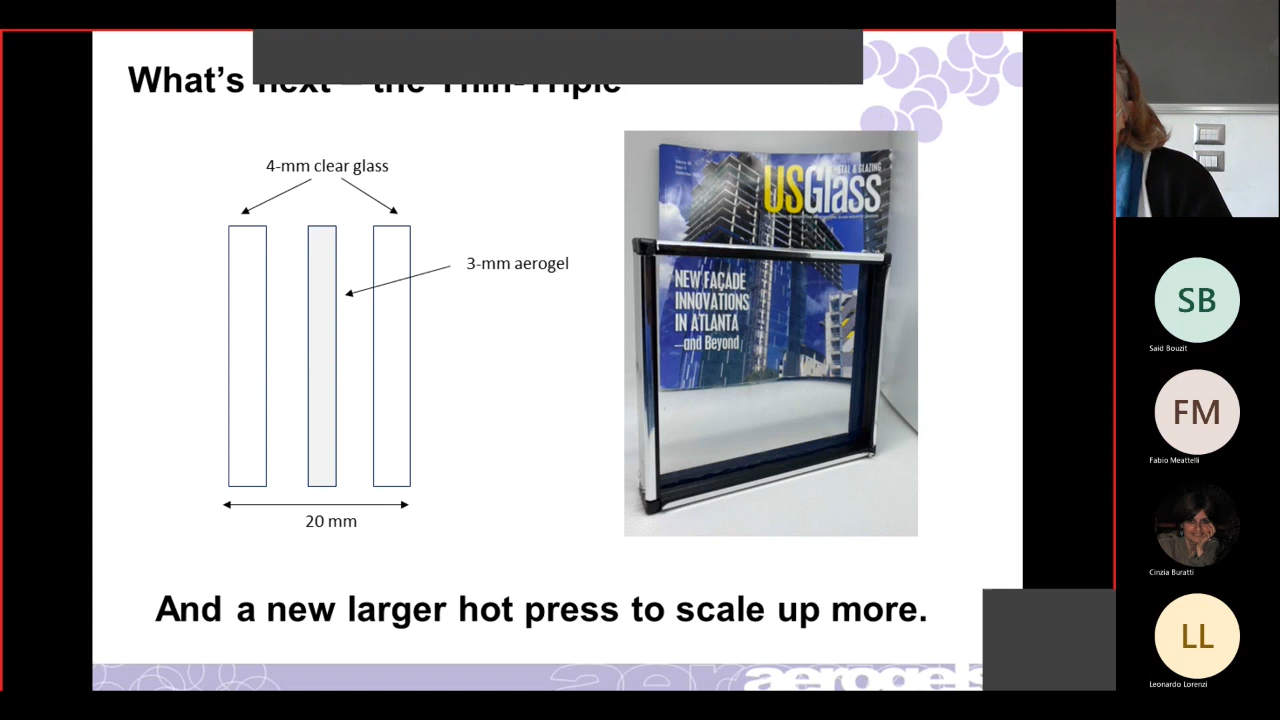 What's next – the Thin-Triple
4-mm clear glass
3-mm aerogel
20 mm
USGlass
METAL & GLAZING
NEW FAÇADE
INNOVATIONS
IN ATLANTA
—and Beyond
And a new larger hot press to scale up more.
aerogels
SB
Said Bouzit
FM
Fabio Meattelli
Cinzia Buratti
LL
Leonardo Lorenzi